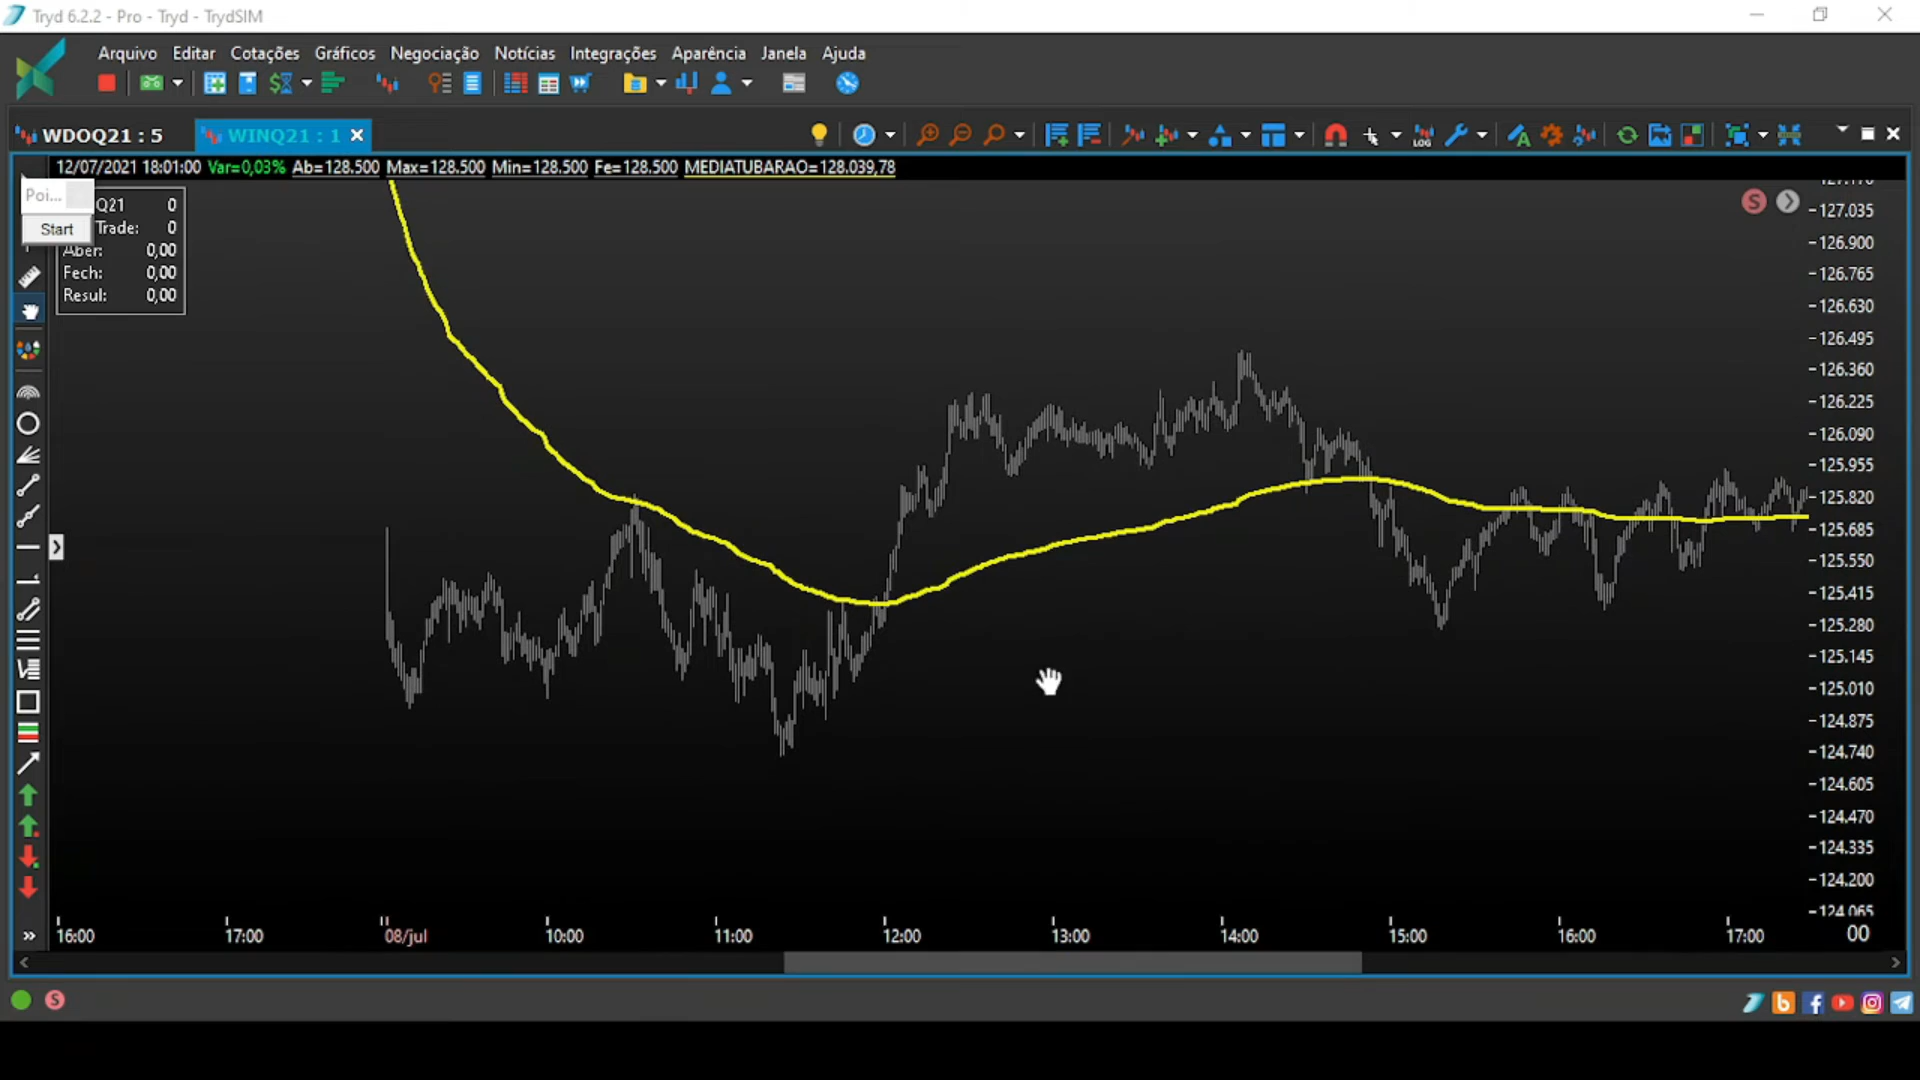 Tryd 6.2.2 - Pro - Tryd - TrydSIM
Arquivo Editar Cotações Gráficos Negociação Notícias Integrações Aparência Janela Ajuda
WDOQ21 : 5 WINQ21 : 1
LOG
12/07/2021 18:01:00 Var=0,03% Ab=128.500 Max=128.500 Min=128.500 Fe=128.500 MEDIATUBARAO=128.039,78
Poi...
Start
Q21 0
Trade: 0
Aber: 0,00
Fech: 0,00
Resul: 0,00
S
127.170
127.035
126.900
126.765
126.630
126.495
126.360
126.225
126.090
125.955
125.820
125.685
125.550
125.415
125.280
125.145
125.010
124.875
124.740
124.605
124.470
124.335
124.200
124.065
16:00 17:00 08/jul 10:00 11:00 12:00 13:00 14:00 15:00 16:00 17:00 00
S